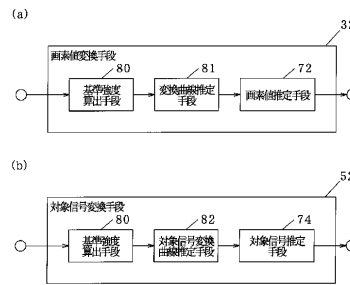 (a)
32
画素値変換手段
80
81
72
基準強度
算出手段
変換曲線推定
手段
画素値推定手段
(b)
52
対象信号変換手段
80
82
74
基準強度
算出手段
対象信号変換
曲線推定手段
対象信号推定
手段